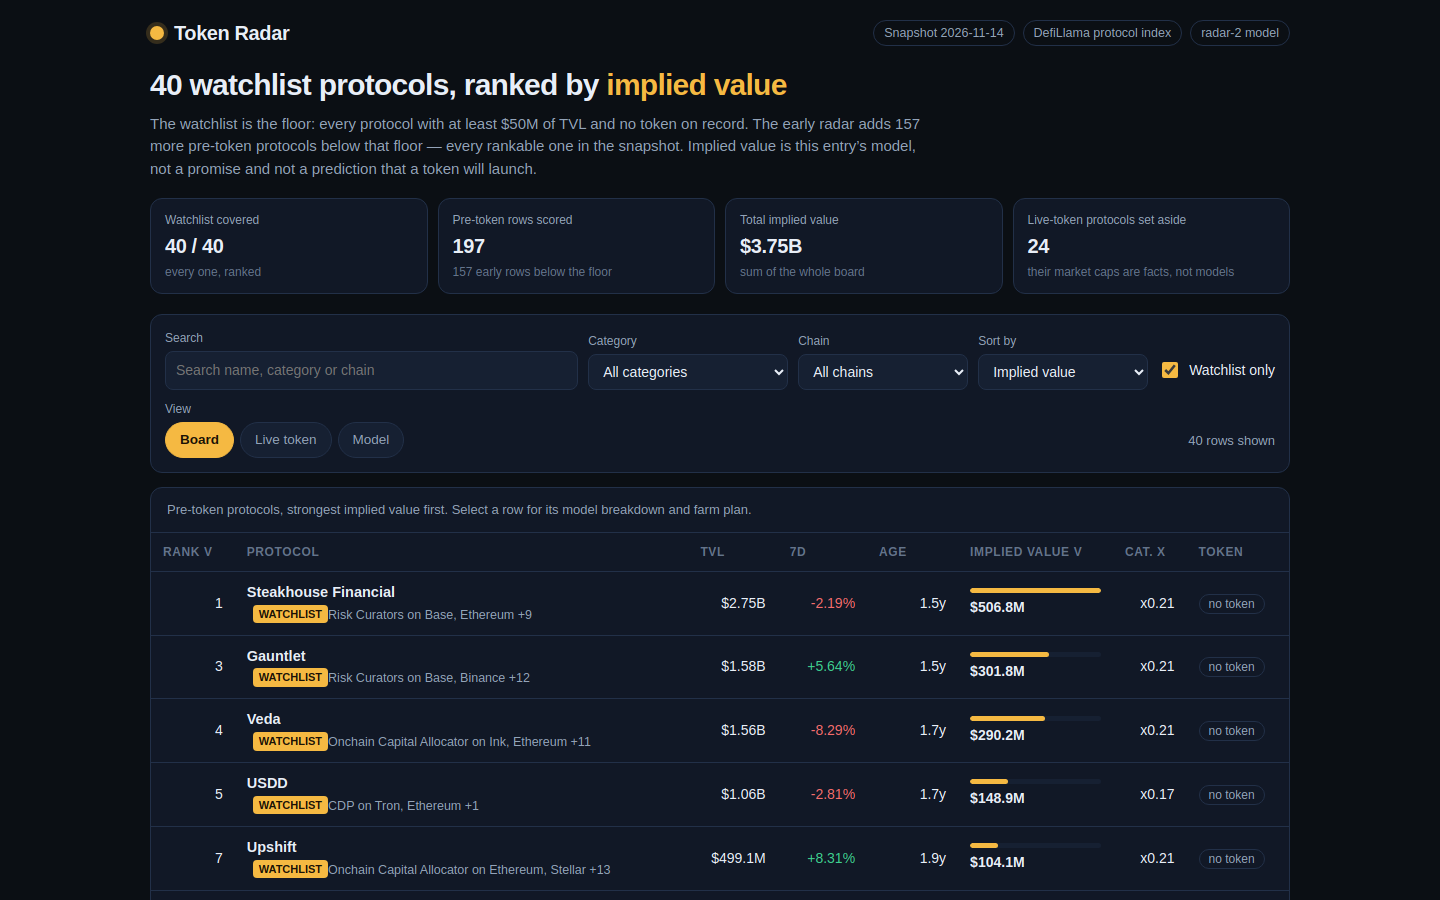 Token Radar
Snapshot 2026-11-14
DefiLlama protocol index
radar-2 model
40 watchlist protocols, ranked by implied value
The watchlist is the floor: every protocol with at least $50M of TVL and no token on record. The early radar adds 157
more pre-token protocols below that floor — every rankable one in the snapshot. Implied value is this entry's model,
not a promise and not a prediction that a token will launch.
Watchlist covered
40 / 40
every one, ranked
Pre-token rows scored
197
157 early rows below the floor
Total implied value
$3.75B
sum of the whole board
Live-token protocols set aside
24
their market caps are facts, not models
Search
Search name, category or chain
Category
All categories
Chain
All chains
Sort by
Implied value
Watchlist only
View
Board
Live token
Model
40 rows shown
Pre-token protocols, strongest implied value first. Select a row for its model breakdown and farm plan.
RANK V PROTOCOL TVL 7D AGE IMPLIED VALUE V CAT. X TOKEN
1 Steakhouse Financial $2.75B -2.19% 1.5y $506.8M x0.21 no token
WATCHLIST Risk Curators on Base, Ethereum +9
3 Gauntlet $1.58B +5.64% 1.5y $301.8M x0.21 no token
WATCHLIST Risk Curators on Base, Binance +12
4 Veda $1.56B -8.29% 1.7y $290.2M x0.21 no token
WATCHLIST Onchain Capital Allocator on Ink, Ethereum +11
5 USDD $1.06B -2.81% 1.7y $148.9M x0.17 no token
WATCHLIST CDP on Tron, Ethereum +1
7 Upshift $499.1M +8.31% 1.9y $104.1M x0.21 no token
WATCHLIST Onchain Capital Allocator on Ethereum, Stellar +13